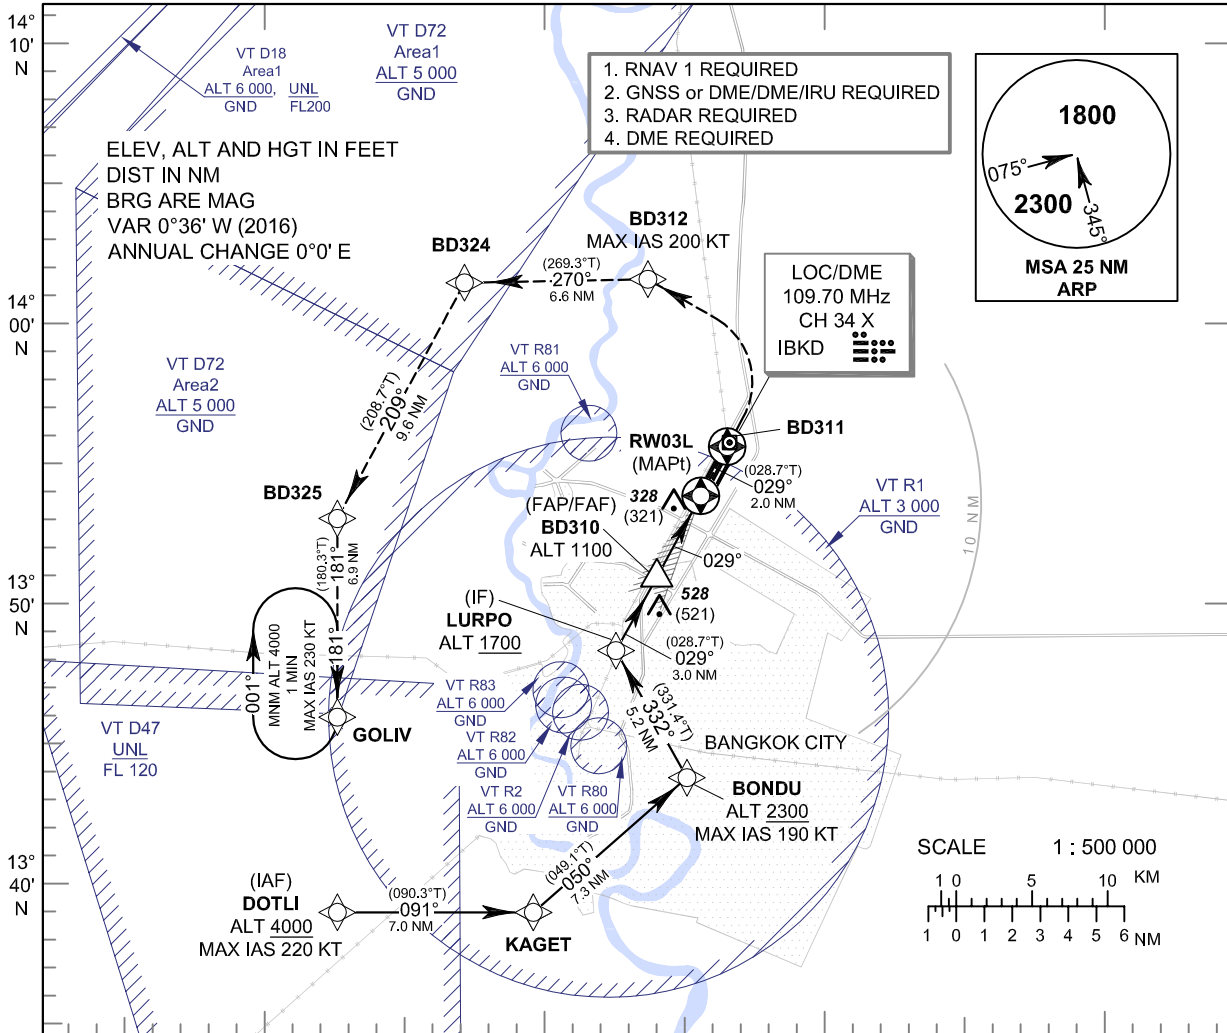 14°
10'
N
VT D18
Area1
ALT 6 000, UNL
GND FL200
VT D72
Area1
ALT 5 000
GND
1. RNAV 1 REQUIRED
2. GNSS or DME/DME/IRU REQUIRED
3. RADAR REQUIRED
4. DME REQUIRED
1800
075°
2300
345°
MSA 25 NM
ARP
ELEV, ALT AND HGT IN FEET
DIST IN NM
BRG ARE MAG
VAR 0°36' W (2016)
ANNUAL CHANGE 0°0' E
BD312
MAX IAS 200 KT
BD324
(269.3°T)
270°
6.6 NM
LOC/DME
109.70 MHz
CH 34 X
IBKD
14°
00'
N
VT D72
Area2
ALT 5 000
GND
VT R81
ALT 6 000
GND
(208.7°T)
209°
9.6 NM
BD311
RW03L
(MAPt)
(028.7°T)
029°
2.0 NM
VT R1
ALT 3 000
GND
BD325
328
(321)
(FAP/FAF)
BD310
ALT 1100
10 NM
029°
(180.3°T)
181°
6.9 NM
13°
50'
N
528
(521)
(IF)
LURPO
ALT 1700
(028.7°T)
029°
3.0 NM
001°
MNM ALT 4000
1 MIN
MAX IAS 230 KT
181°
GOLIV
VT R83
ALT 6 000
GND
VT R82
ALT 6 000
GND
VT R2
ALT 6 000
GND
VT R80
ALT 6 000
GND
(331.4°T)
332°
5.2 NM
BANGKOK CITY
VT D47
UNL
FL 120
BONDU
ALT 2300
MAX IAS 190 KT
(049.1°T)
050°
7.3 NM
13°
40'
N
(IAF)
DOTLI
ALT 4000
MAX IAS 220 KT
(090.3°T)
091°
7.0 NM
KAGET
SCALE 1 : 500 000
1 0 5 10 KM
1 0 1 2 3 4 5 6 NM